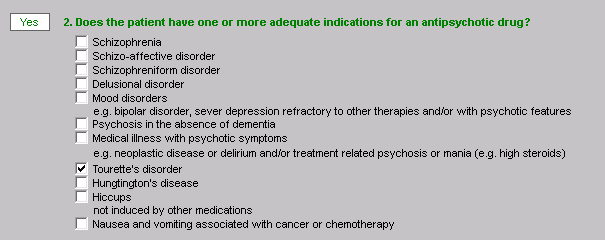 Yes 2. Does the patient have one or more adequate indications for an antipsychotic drug?
Schizophrenia
Schizo-affective disorder
Schizophreniform disorder
Delusional disorder
Mood disorders
e.g. bipolar disorder, sever depression refractory to other therapies and/or with psychotic features
Psychosis in the absence of dementia
Medical illness with psychotic symptoms
e.g. neoplastic disease or delirium and/or treatment related psychosis or mania (e.g. high steroids)
Tourette's disorder
Hungtington's disease
Hiccups
not induced by other medications
Nausea and vomiting associated with cancer or chemotherapy